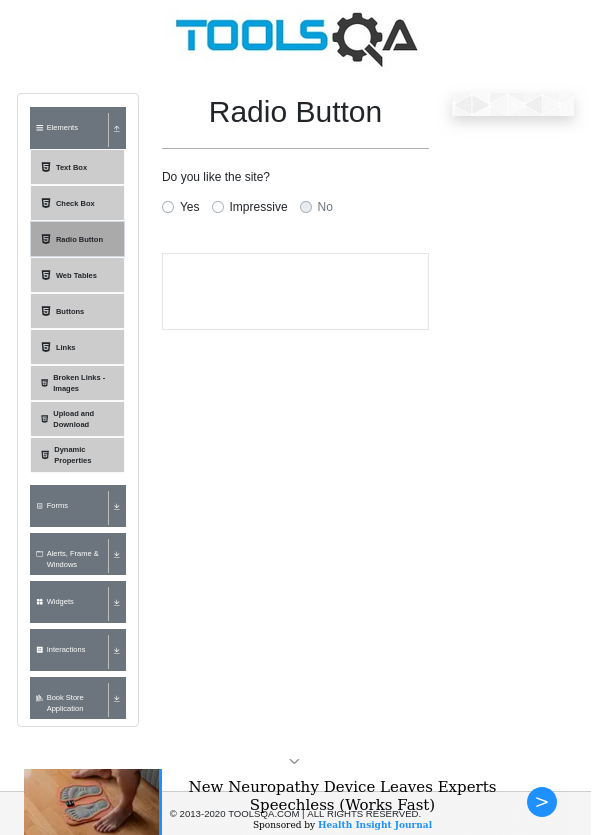 TOOLSQA
Elements
Text Box
Check Box
Radio Button
Web Tables
Buttons
Links
Broken Links -
Images
Upload and
Download
Dynamic
Properties
Forms
Alerts, Frame &
Windows
Widgets
Interactions
Book Store
Application
Radio Button
Do you like the site?
Yes Impressive No
New Neuropathy Device Leaves Experts
Speechless (Works Fast)
© 2013-2020 TOOLSQA.COM | ALL RIGHTS RESERVED.
Sponsored by Health Insight Journal